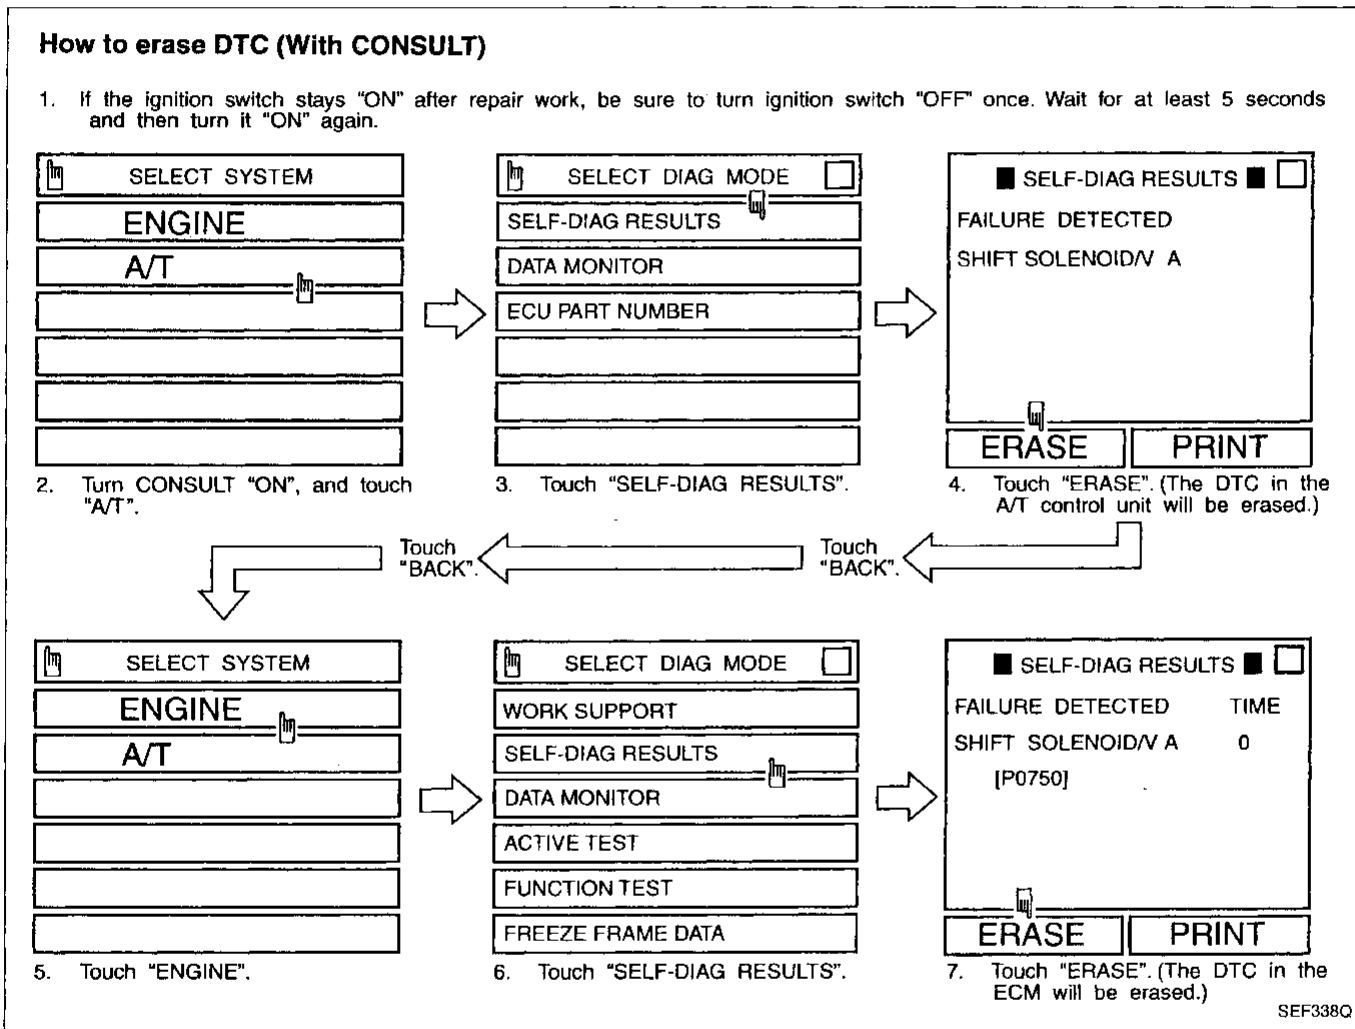 How to erase DTC (With CONSULT)
1. If the ignition switch stays "ON" after repair work, be sure to turn ignition switch "OFF" once. Wait for at least 5 seconds
and then turn it "ON" again.
SELECT SYSTEM
ENGINE
A/T
2. Turn CONSULT "ON", and touch
"A/T".
SELECT DIAG MODE
SELF-DIAG RESULTS
DATA MONITOR
ECU PART NUMBER
3. Touch "SELF-DIAG RESULTS".
SELF-DIAG RESULTS
FAILURE DETECTED
SHIFT SOLENOID/V A
ERASE PRINT
4. Touch "ERASE". (The DTC in the
A/T control unit will be erased.)
Touch
"BACK".
Touch
"BACK".
SELECT SYSTEM
ENGINE
A/T
5. Touch "ENGINE".
SELECT DIAG MODE
WORK SUPPORT
SELF-DIAG RESULTS
DATA MONITOR
ACTIVE TEST
FUNCTION TEST
FREEZE FRAME DATA
6. Touch "SELF-DIAG RESULTS".
SELF-DIAG RESULTS
FAILURE DETECTED TIME
SHIFT SOLENOID/V A 0
[P0750]
ERASE PRINT
7. Touch "ERASE". (The DTC in the
ECM will be erased.)
SEF338Q